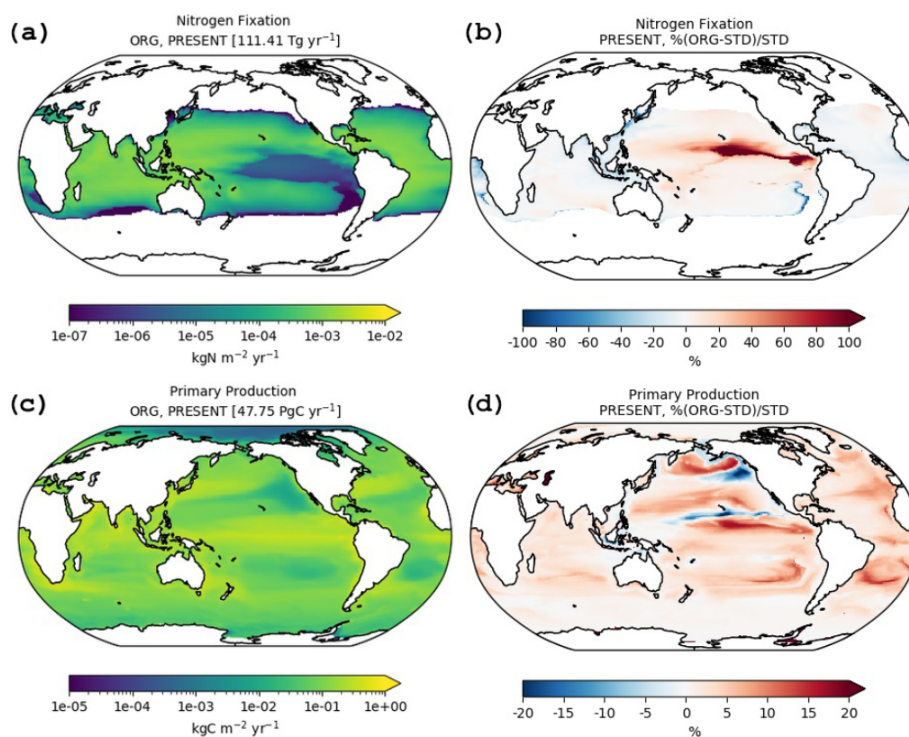 (a)
Nitrogen Fixation
ORG, PRESENT [111.41 Tg yr⁻¹]
1e-07 1e-06 1e-05 1e-04 1e-03 1e-02
kgN m⁻² yr⁻¹
(b)
Nitrogen Fixation
PRESENT, %(ORG-STD)/STD
-100 -80 -60 -40 -20 0 20 40 60 80 100
%
(c)
Primary Production
ORG, PRESENT [47.75 PgC yr⁻¹]
1e-05 1e-04 1e-03 1e-02 1e-01 1e+00
kgC m⁻² yr⁻¹
(d)
Primary Production
PRESENT, %(ORG-STD)/STD
-20 -15 -10 -5 0 5 10 15 20
%